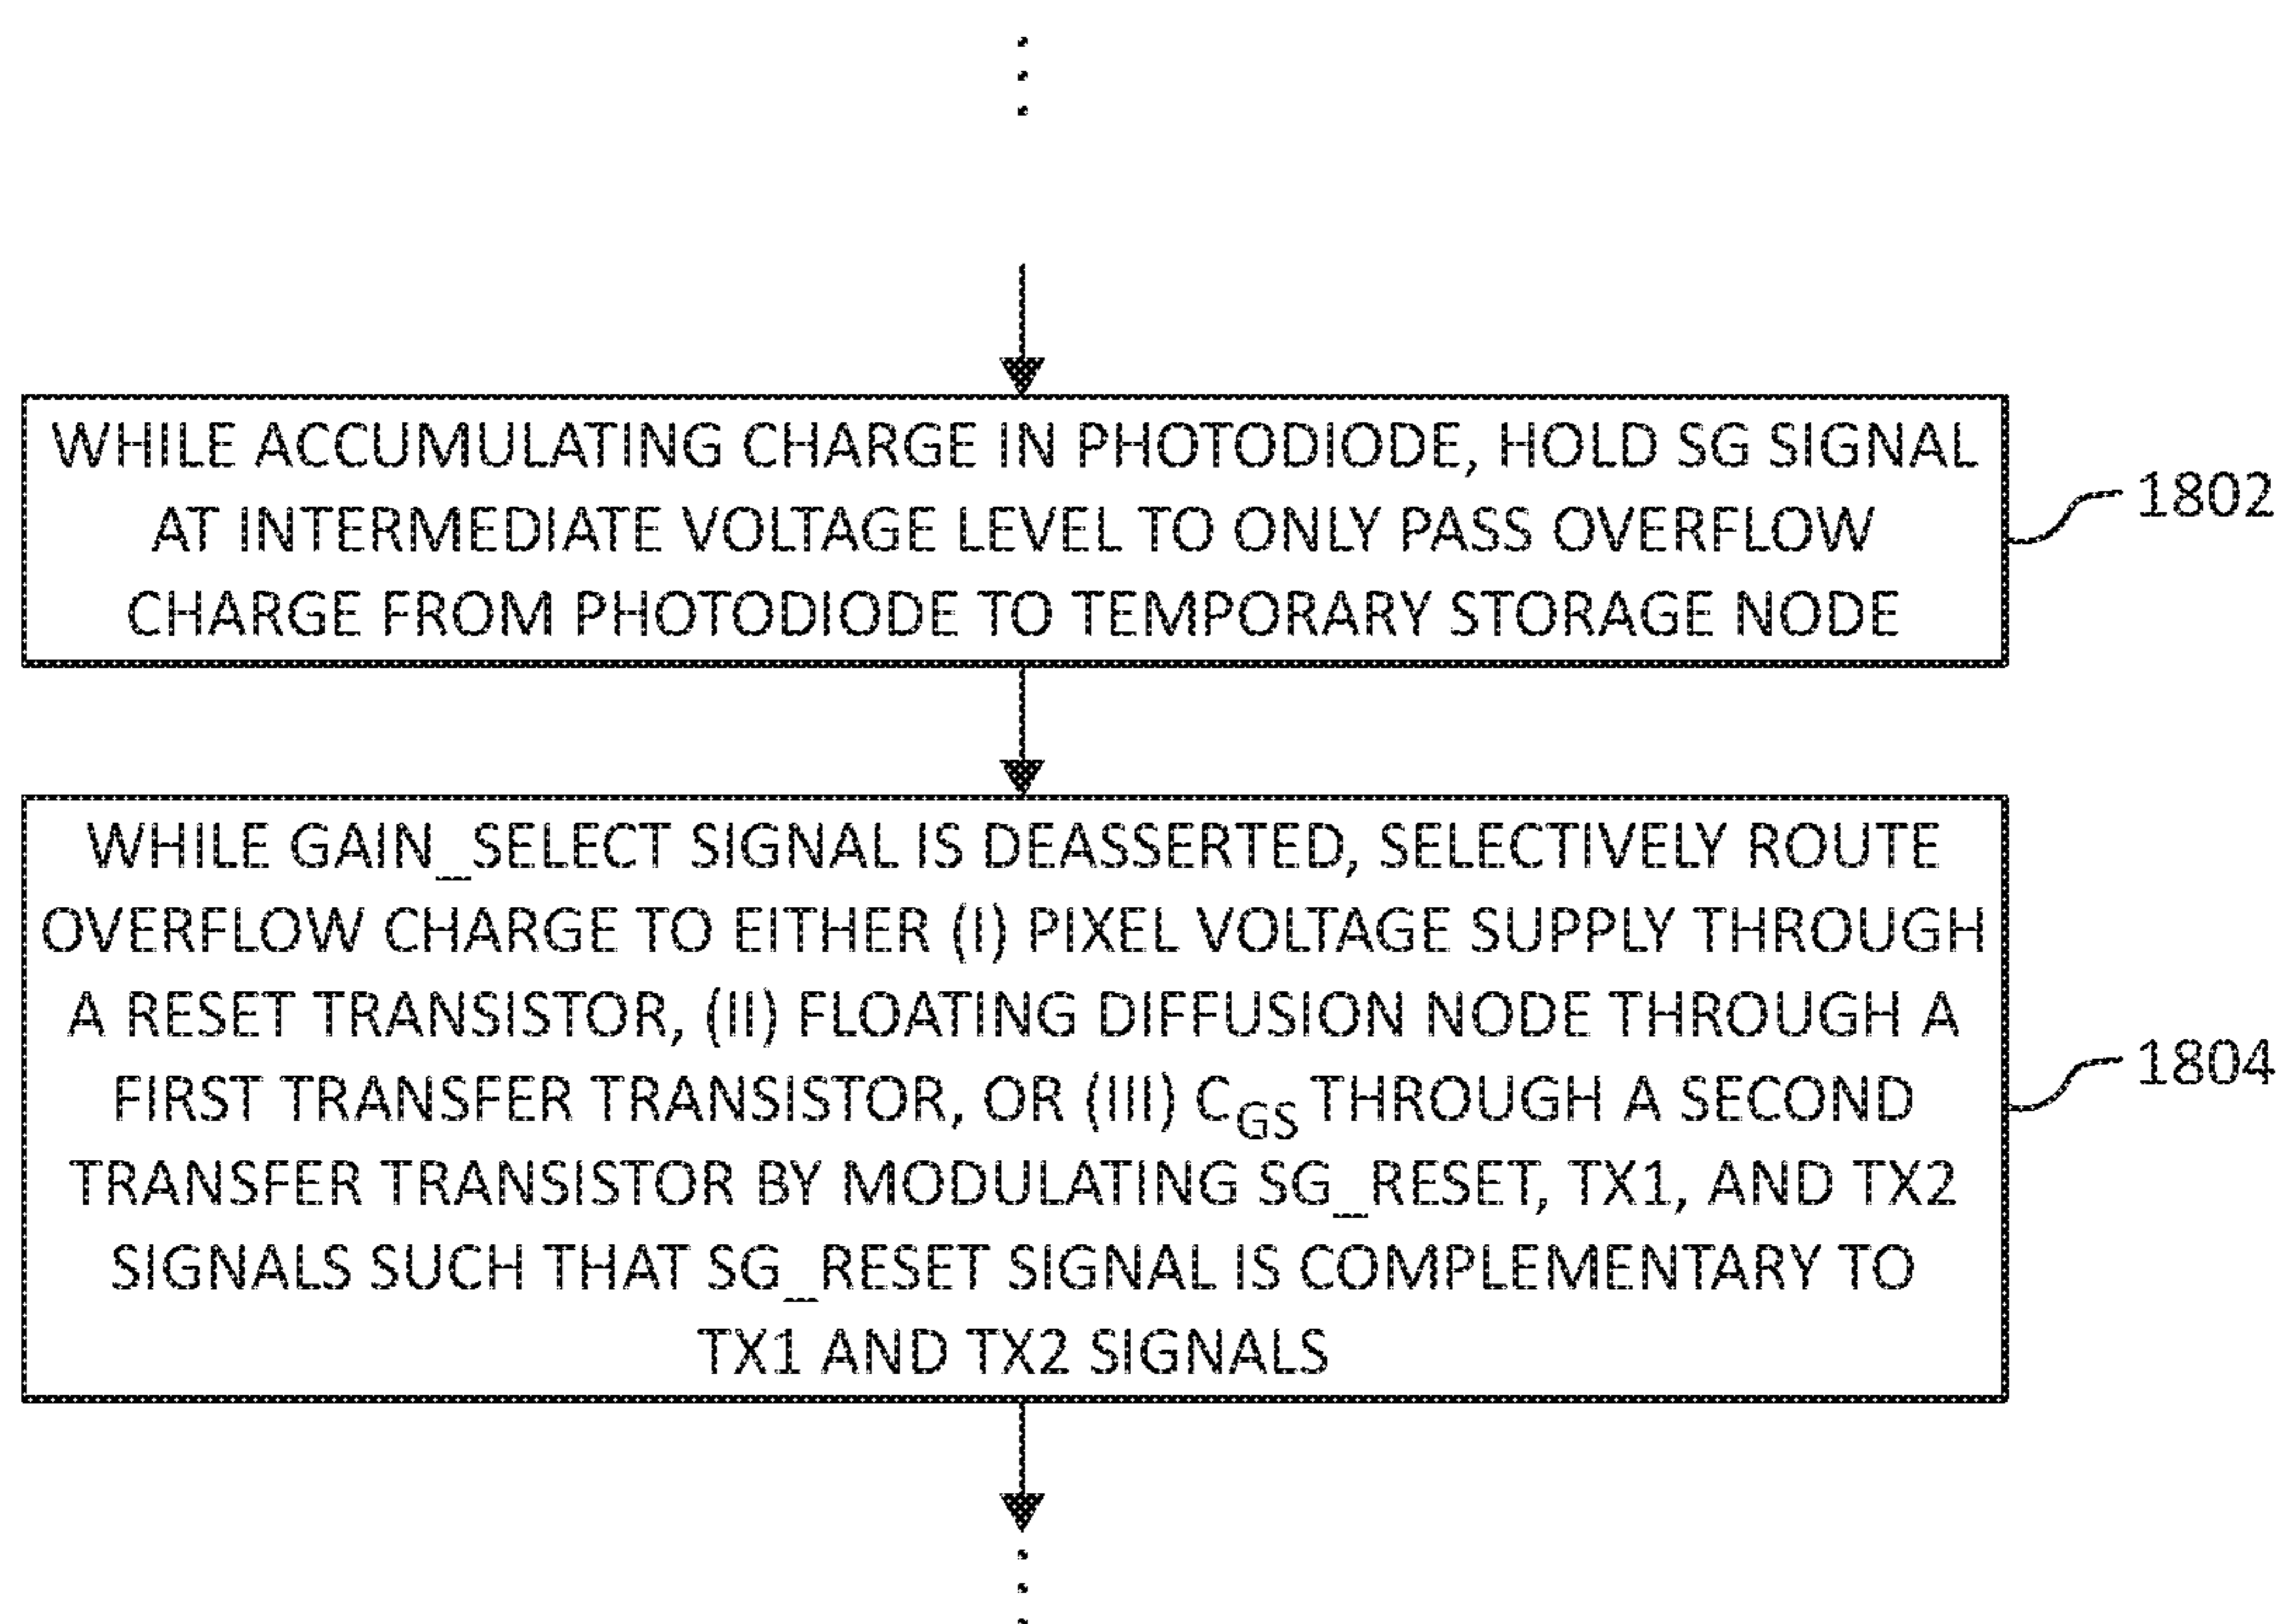 WHILE ACCUMULATING CHARGE IN PHOTODIODE, HOLD SG SIGNAL
AT INTERMEDIATE VOLTAGE LEVEL TO ONLY PASS OVERFLOW
CHARGE FROM PHOTODIODE TO TEMPORARY STORAGE NODE
1802
WHILE GAIN_SELECT SIGNAL IS DEASSERTED, SELECTIVELY ROUTE
OVERFLOW CHARGE TO EITHER (I) PIXEL VOLTAGE SUPPLY THROUGH
A RESET TRANSISTOR, (II) FLOATING DIFFUSION NODE THROUGH A
FIRST TRANSFER TRANSISTOR, OR (III) C_GS THROUGH A SECOND
TRANSFER TRANSISTOR BY MODULATING SG_RESET, TX1, AND TX2
SIGNALS SUCH THAT SG_RESET SIGNAL IS COMPLEMENTARY TO
TX1 AND TX2 SIGNALS
1804